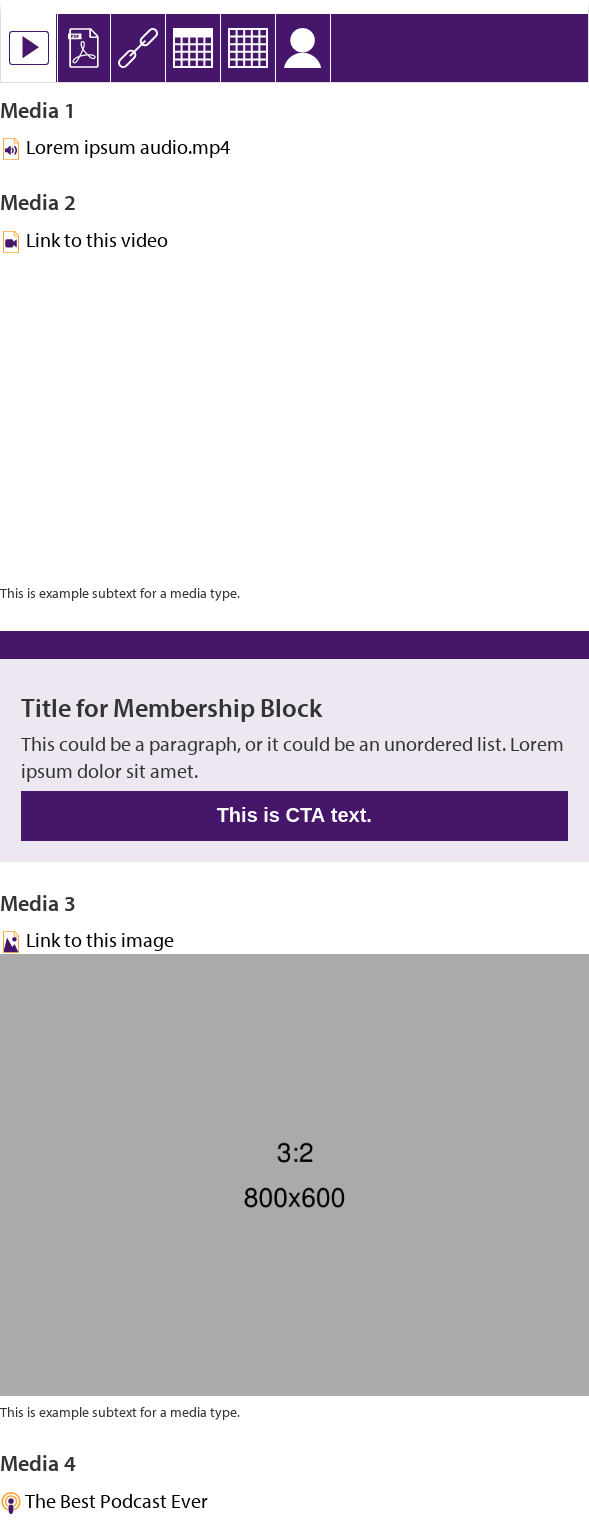 PDF
Media 1
Lorem ipsum audio.mp4
Media 2
Link to this video
This is example subtext for a media type.
Title for Membership Block
This could be a paragraph, or it could be an unordered list. Lorem
ipsum dolor sit amet.
This is CTA text.
Media 3
Link to this image
3:2
800x600
This is example subtext for a media type.
Media 4
The Best Podcast Ever